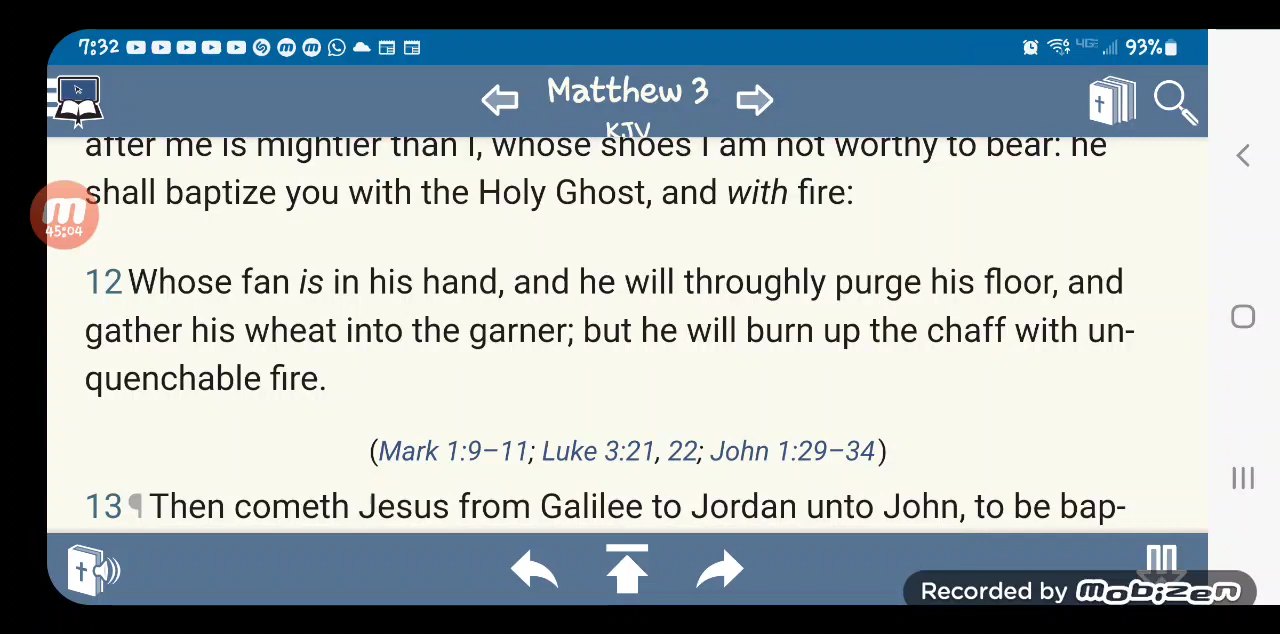 7:32
4GE 93%
Matthew 3
KJV
45:04
after me is mightier than I, whose shoes I am not worthy to bear: he
shall baptize you with the Holy Ghost, and with fire:
12 Whose fan is in his hand, and he will throughly purge his floor, and
gather his wheat into the garner; but he will burn up the chaff with un-
quenchable fire.
(Mark 1:9–11; Luke 3:21, 22; John 1:29–34)
13 ¶ Then cometh Jesus from Galilee to Jordan unto John, to be bap-
Recorded by mobizen